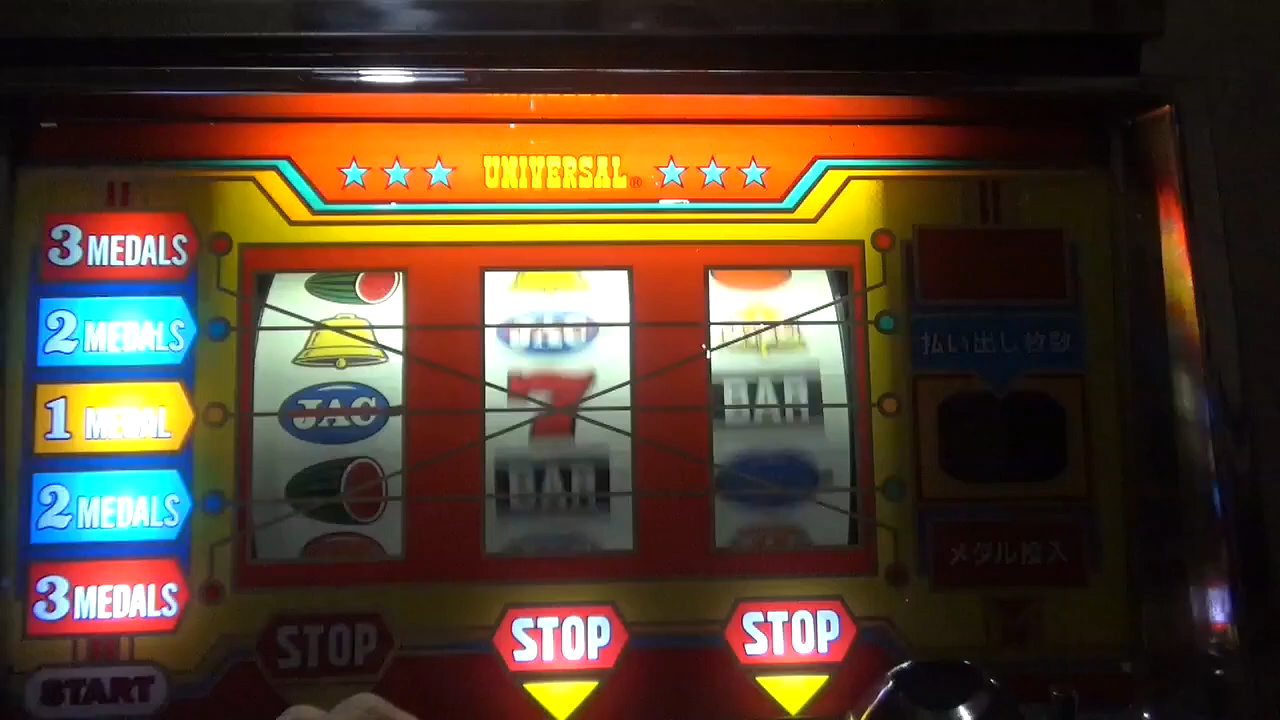 UNIVERSAL®
3 MEDALS
2 MEDALS
1 MEDAL
2 MEDALS
3 MEDALS
JAC
7
BAR
BAR
払い出し枚数
メダル投入
STOP
STOP
STOP
START